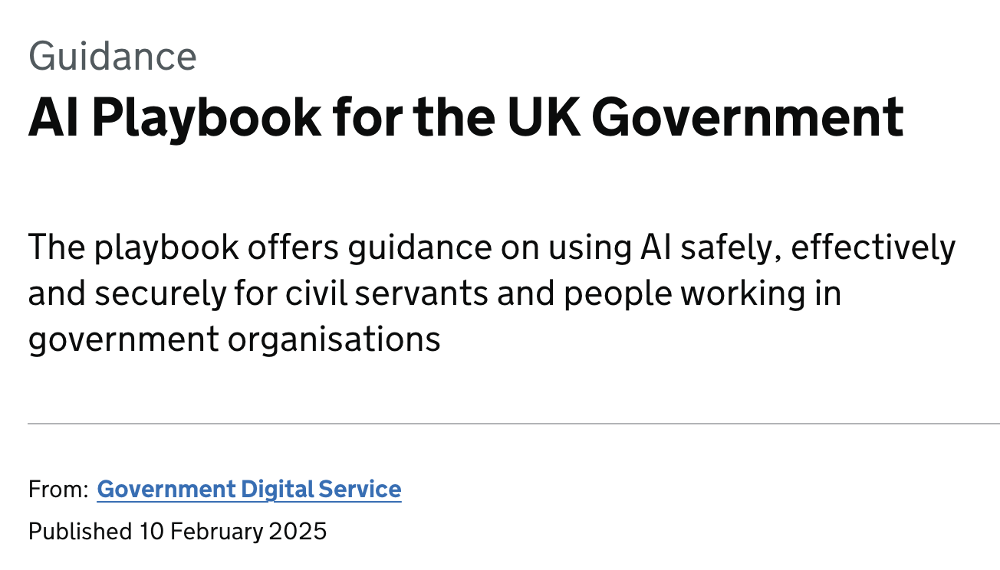 Guidance
AI Playbook for the UK Government
The playbook offers guidance on using AI safely, effectively
and securely for civil servants and people working in
government organisations
From: Government Digital Service
Published 10 February 2025